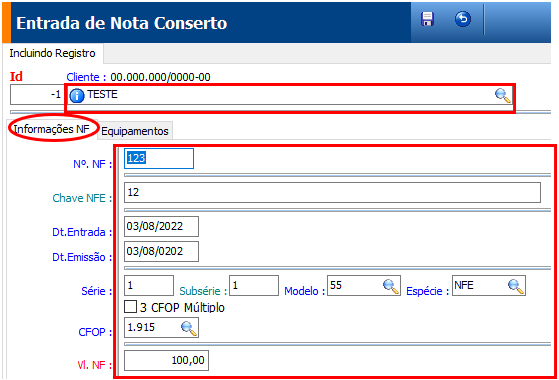 Entrada de Nota Conserto
Incluindo Registro
Id Cliente : 00.000.000/0000-00
-1 TESTE
Informações NF Equipamentos
Nº. NF : 123
Chave NFE : 12
Dt.Entrada : 03/08/2022
Dt.Emissão : 03/08/0202
Série : 1 Subsérie : 1 Modelo : 55 Espécie : NFE
3 CFOP Múltiplo
CFOP : 1.915
Vl. NF : 100,00